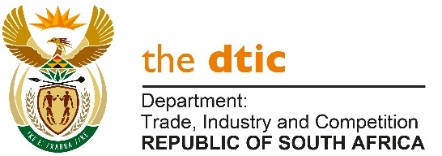 the dtic
Department:
Trade, Industry and Competition
REPUBLIC OF SOUTH AFRICA